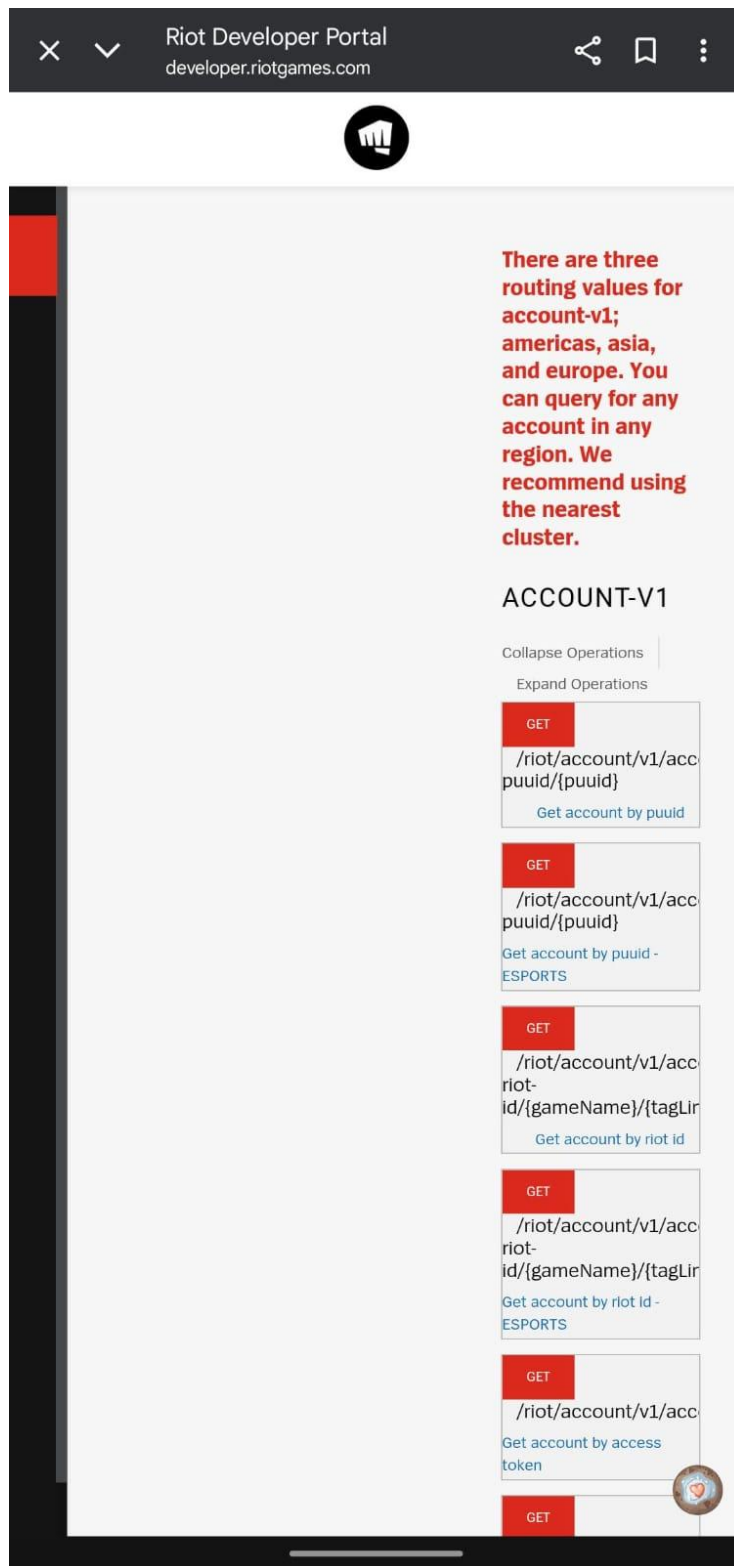 Riot Developer Portal
developer.riotgames.com
There are three
routing values for
account-v1;
americas, asia,
and europe. You
can query for any
account in any
region. We
recommend using
the nearest
cluster.
ACCOUNT-V1
Collapse Operations
Expand Operations
GET
/riot/account/v1/acc
puuid/{puuid}
Get account by puuid
GET
/riot/account/v1/acc
puuid/{puuid}
Get account by puuid -
ESPORTS
GET
/riot/account/v1/acc
riot-
id/{gameName}/{tagLin
Get account by riot id
GET
/riot/account/v1/acc
riot-
id/{gameName}/{tagLin
Get account by riot id -
ESPORTS
GET
/riot/account/v1/acc
Get account by access
token
GET